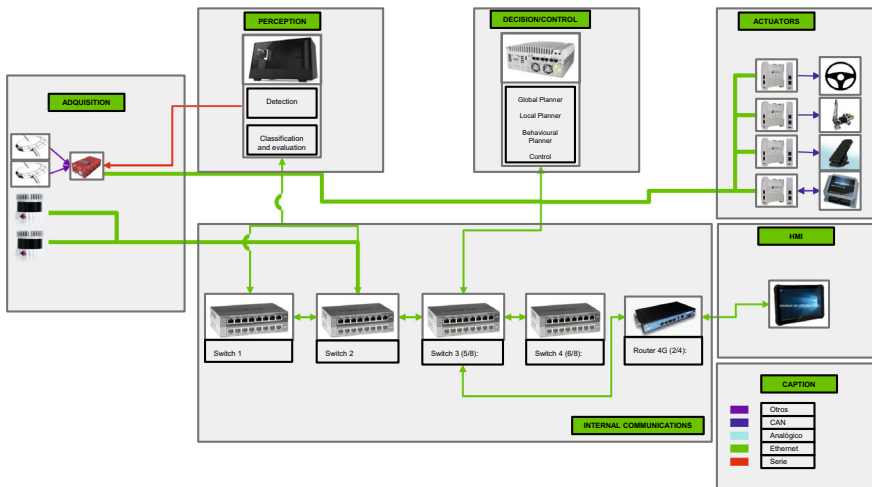 PERCEPTION
DECISION/CONTROL
ACTUATORS
ADQUISITION
Detection
Classification
and evaluation
Global Planner
Local Planner
Behavioural
Planner
Control
HMI
Switch 1
Switch 2
Switch 3 (5/8):
Switch 4 (6/8):
Router 4G (2/4):
INTERNAL COMMUNICATIONS
CAPTION
Otros
CAN
Analógico
Ethernet
Serie